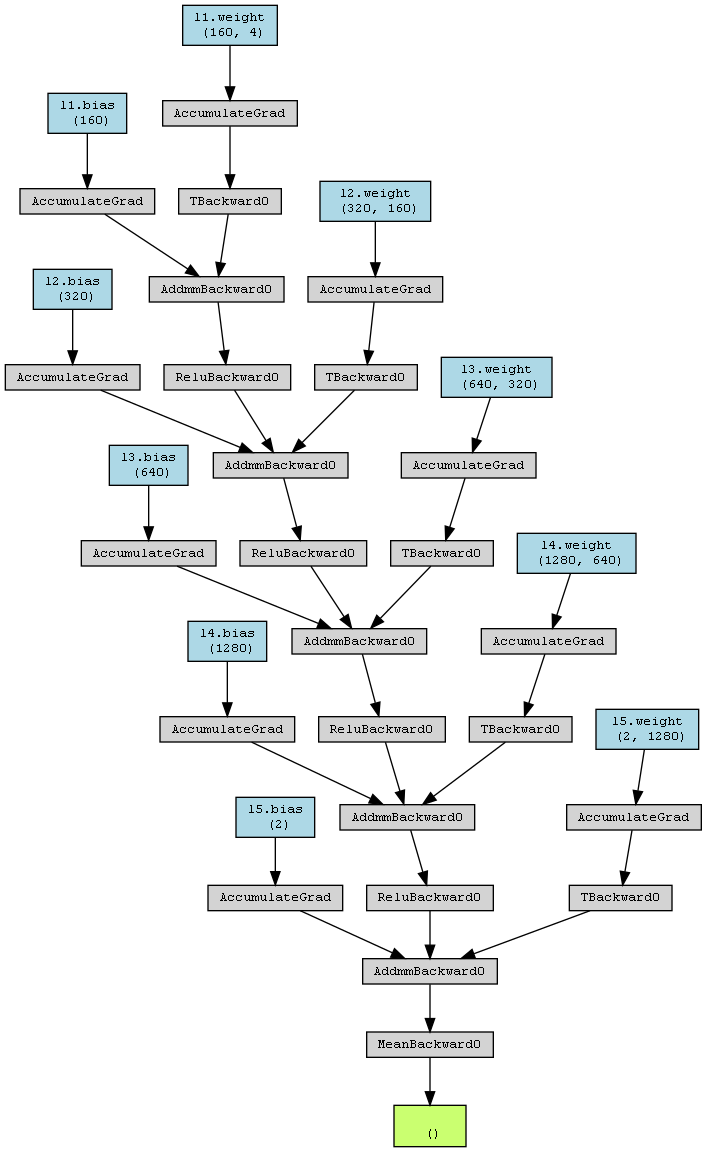 l1.weight
(160, 4)
l1.bias
(160)
AccumulateGrad
AccumulateGrad
TBackward0
l2.weight
(320, 160)
l2.bias
(320)
AddmmBackward0
AccumulateGrad
AccumulateGrad
ReluBackward0
TBackward0
l3.weight
(640, 320)
l3.bias
(640)
AddmmBackward0
AccumulateGrad
AccumulateGrad
ReluBackward0
TBackward0
l4.weight
(1280, 640)
l4.bias
(1280)
AddmmBackward0
AccumulateGrad
AccumulateGrad
ReluBackward0
TBackward0
l5.weight
(2, 1280)
l5.bias
(2)
AddmmBackward0
AccumulateGrad
AccumulateGrad
ReluBackward0
TBackward0
AddmmBackward0
MeanBackward0
()